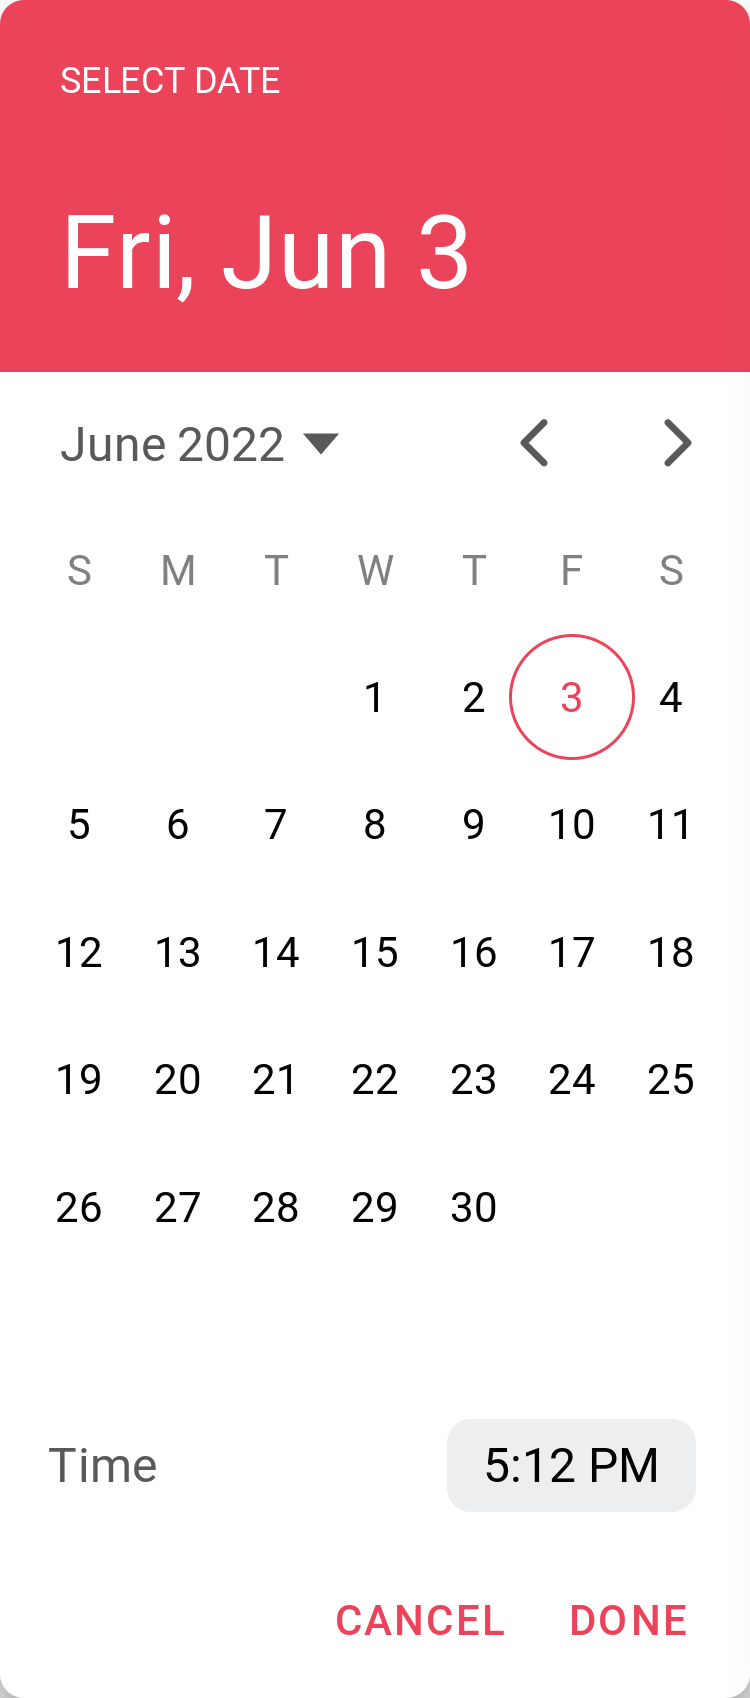 SELECT DATE
Fri, Jun 3
June 2022
S M T W T F S
1 2 3 4
5 6 7 8 9 10 11
12 13 14 15 16 17 18
19 20 21 22 23 24 25
26 27 28 29 30
Time 5:12 PM
CANCEL DONE